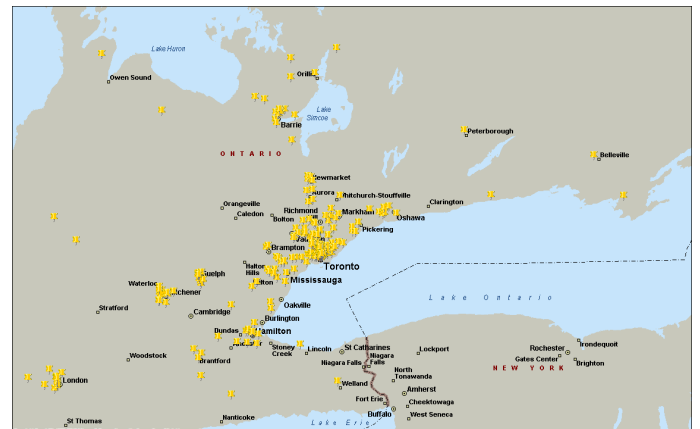 Lake Huron
Owen Sound
Orillia
Lake
Simcoe
Barrie
Peterborough
Belleville
ONTARIO
Aurora
Whitchurch-Stouffville
Orangeville
Caledon
Bolton
Richmond
Markham
Clarington
Oshawa
Pickering
Brampton
Halton
Hills
Toronto
Mississauga
Guelph
Oakville
Lake Ontario
Stratford
Cambridge
Burlington
Dundas
Hamilton
Stoney
Creek
Lincoln
St Catharines
Niagara
Falls
Niagara Falls
Lockport
Rochester
Irondequoit
Gates Center
Brighton
NEW YORK
Woodstock
Brantford
London
Welland
North
Tonawanda
Amherst
Fort Erie
Cheektowaga
Buffalo
West Seneca
St Thomas
Nanticoke
Lake Erie